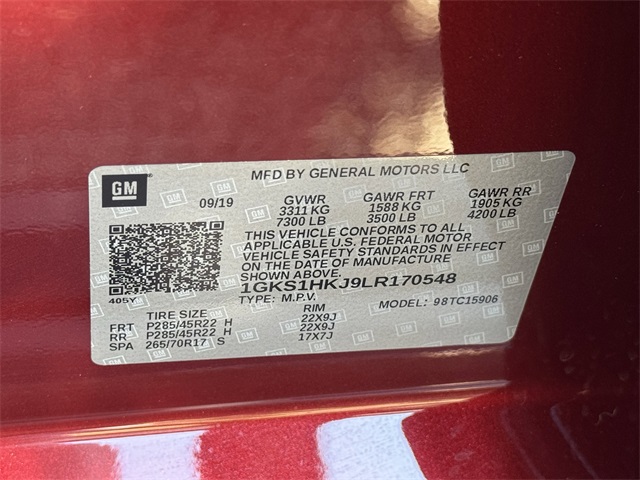 GM
MFD BY GENERAL MOTORS LLC
09/19 GVWR GAWR FRT GAWR RR
3311 KG 1588 KG 1905 KG
7300 LB 3500 LB 4200 LB
THIS VEHICLE CONFORMS TO ALL
APPLICABLE U.S. FEDERAL MOTOR
VEHICLE SAFETY STANDARDS IN EFFECT
ON THE DATE OF MANUFACTURE
SHOWN ABOVE.
405Y 1GKS1HKJ9LR170548
TYPE: M.P.V. MODEL: 98TC15906
TIRE SIZE RIM
FRT P285/45R22 H 22X9J
RR P285/45R22 H 22X9J
SPA 265/70R17 S 17X7J